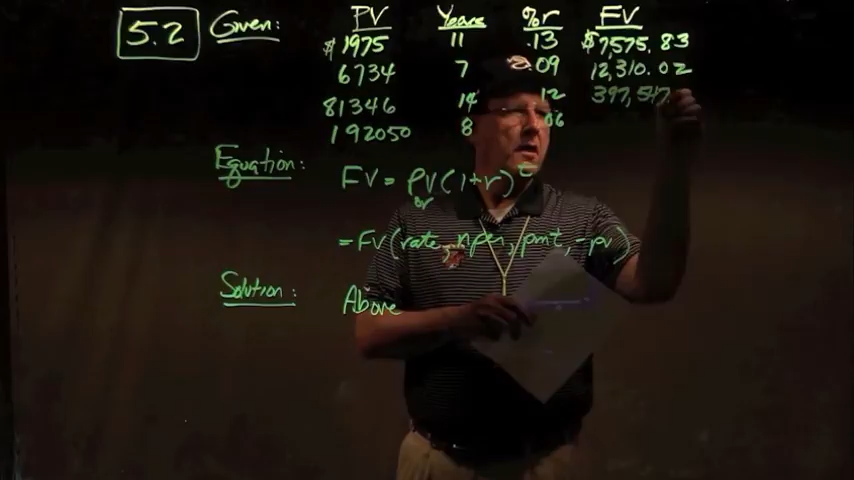 5.2 Given: PV Years %r FV
$1975 11 .13 $7,575.83
6734 7 .09 12,310.02
81346 14 12 397,547
192050 8 06
Equation: FV = PV(1+r)^t
or
=FV(rate, nper, pmt, -pv)
Solution: Above